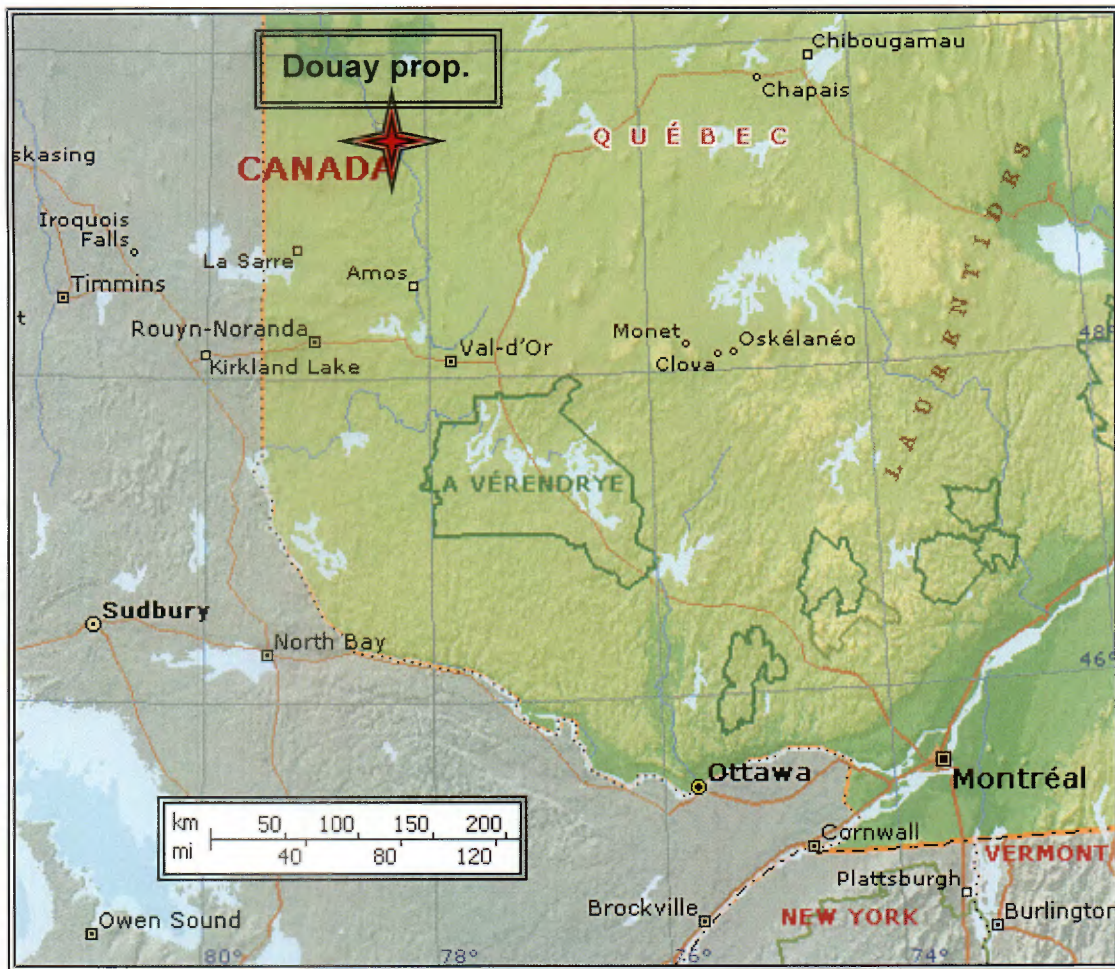 Chibougamau
Douay prop.
Chapais
QUÉBEC
skasing
CANADA
Iroquois
Falls
La Sarre
Amos
Timmins
t
Rouyn-Noranda
Monet
Oskélanéo
48°
Val-d'Or
Clova
Kirkland Lake
LAURENTIDES
LA VÉRENDRYE
Sudbury
North Bay
46°
Ottawa
Montréal
km 50 100 150 200
mi 40 80 120
Cornwall
VERMONT
Plattsburgh
Brockville
NEW YORK
Burlington
Owen Sound
80°
78°
76°
74°